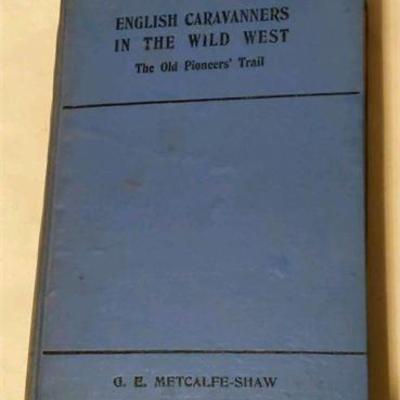 ENGLISH CARAVANNERS
IN THE WILD WEST
The Old Pioneers' Trail
G. E. METCALFE-SHAW